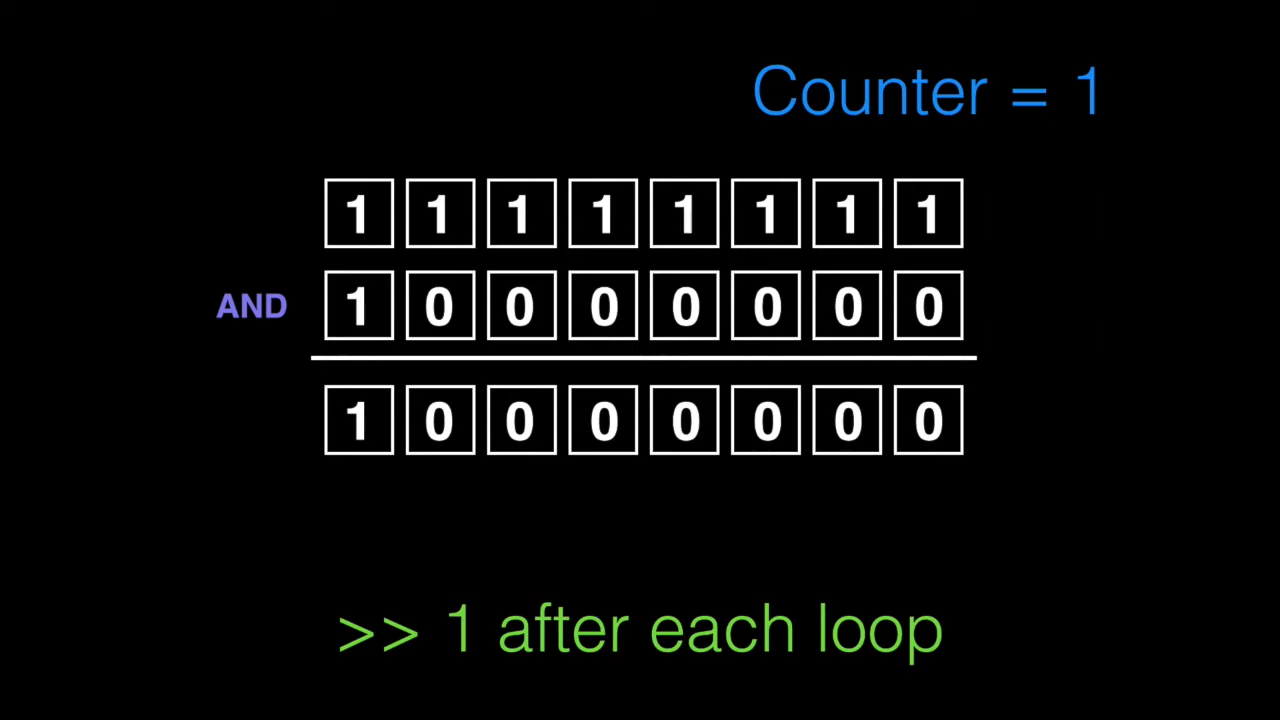 Counter = 1
1 1 1 1 1 1 1 1
AND 1 0 0 0 0 0 0 0
1 0 0 0 0 0 0 0
>> 1 after each loop